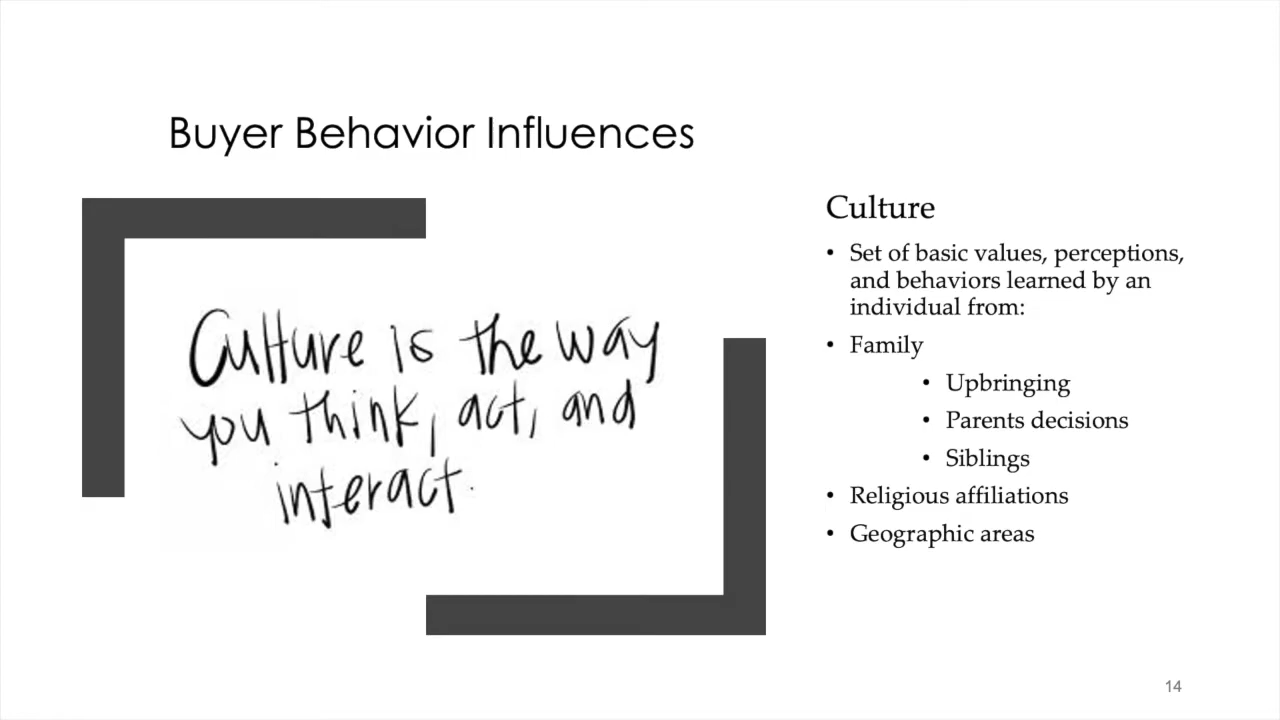 Buyer Behavior Influences
Culture is the way
you think, act, and
interact.
Culture
• Set of basic values, perceptions,
and behaviors learned by an
individual from:
• Family
• Upbringing
• Parents decisions
• Siblings
• Religious affiliations
• Geographic areas
14